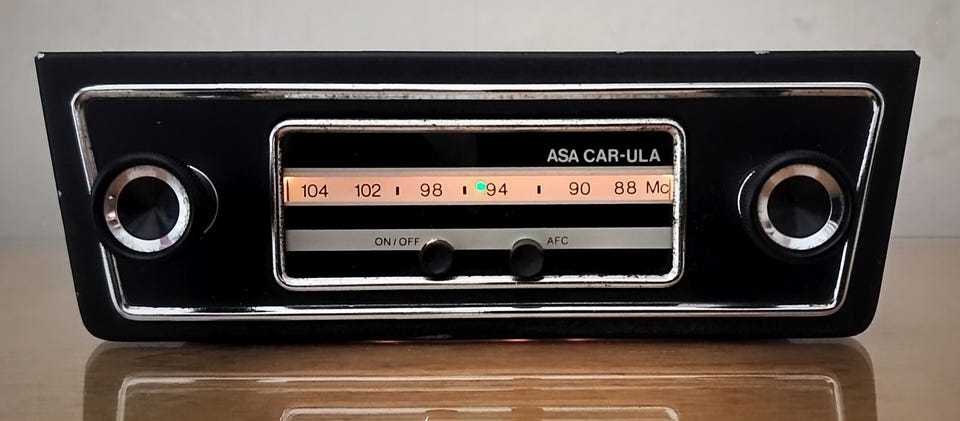 ASA CAR-ULA
104 102 98 94 90 88 Mc
ON/OFF AFC